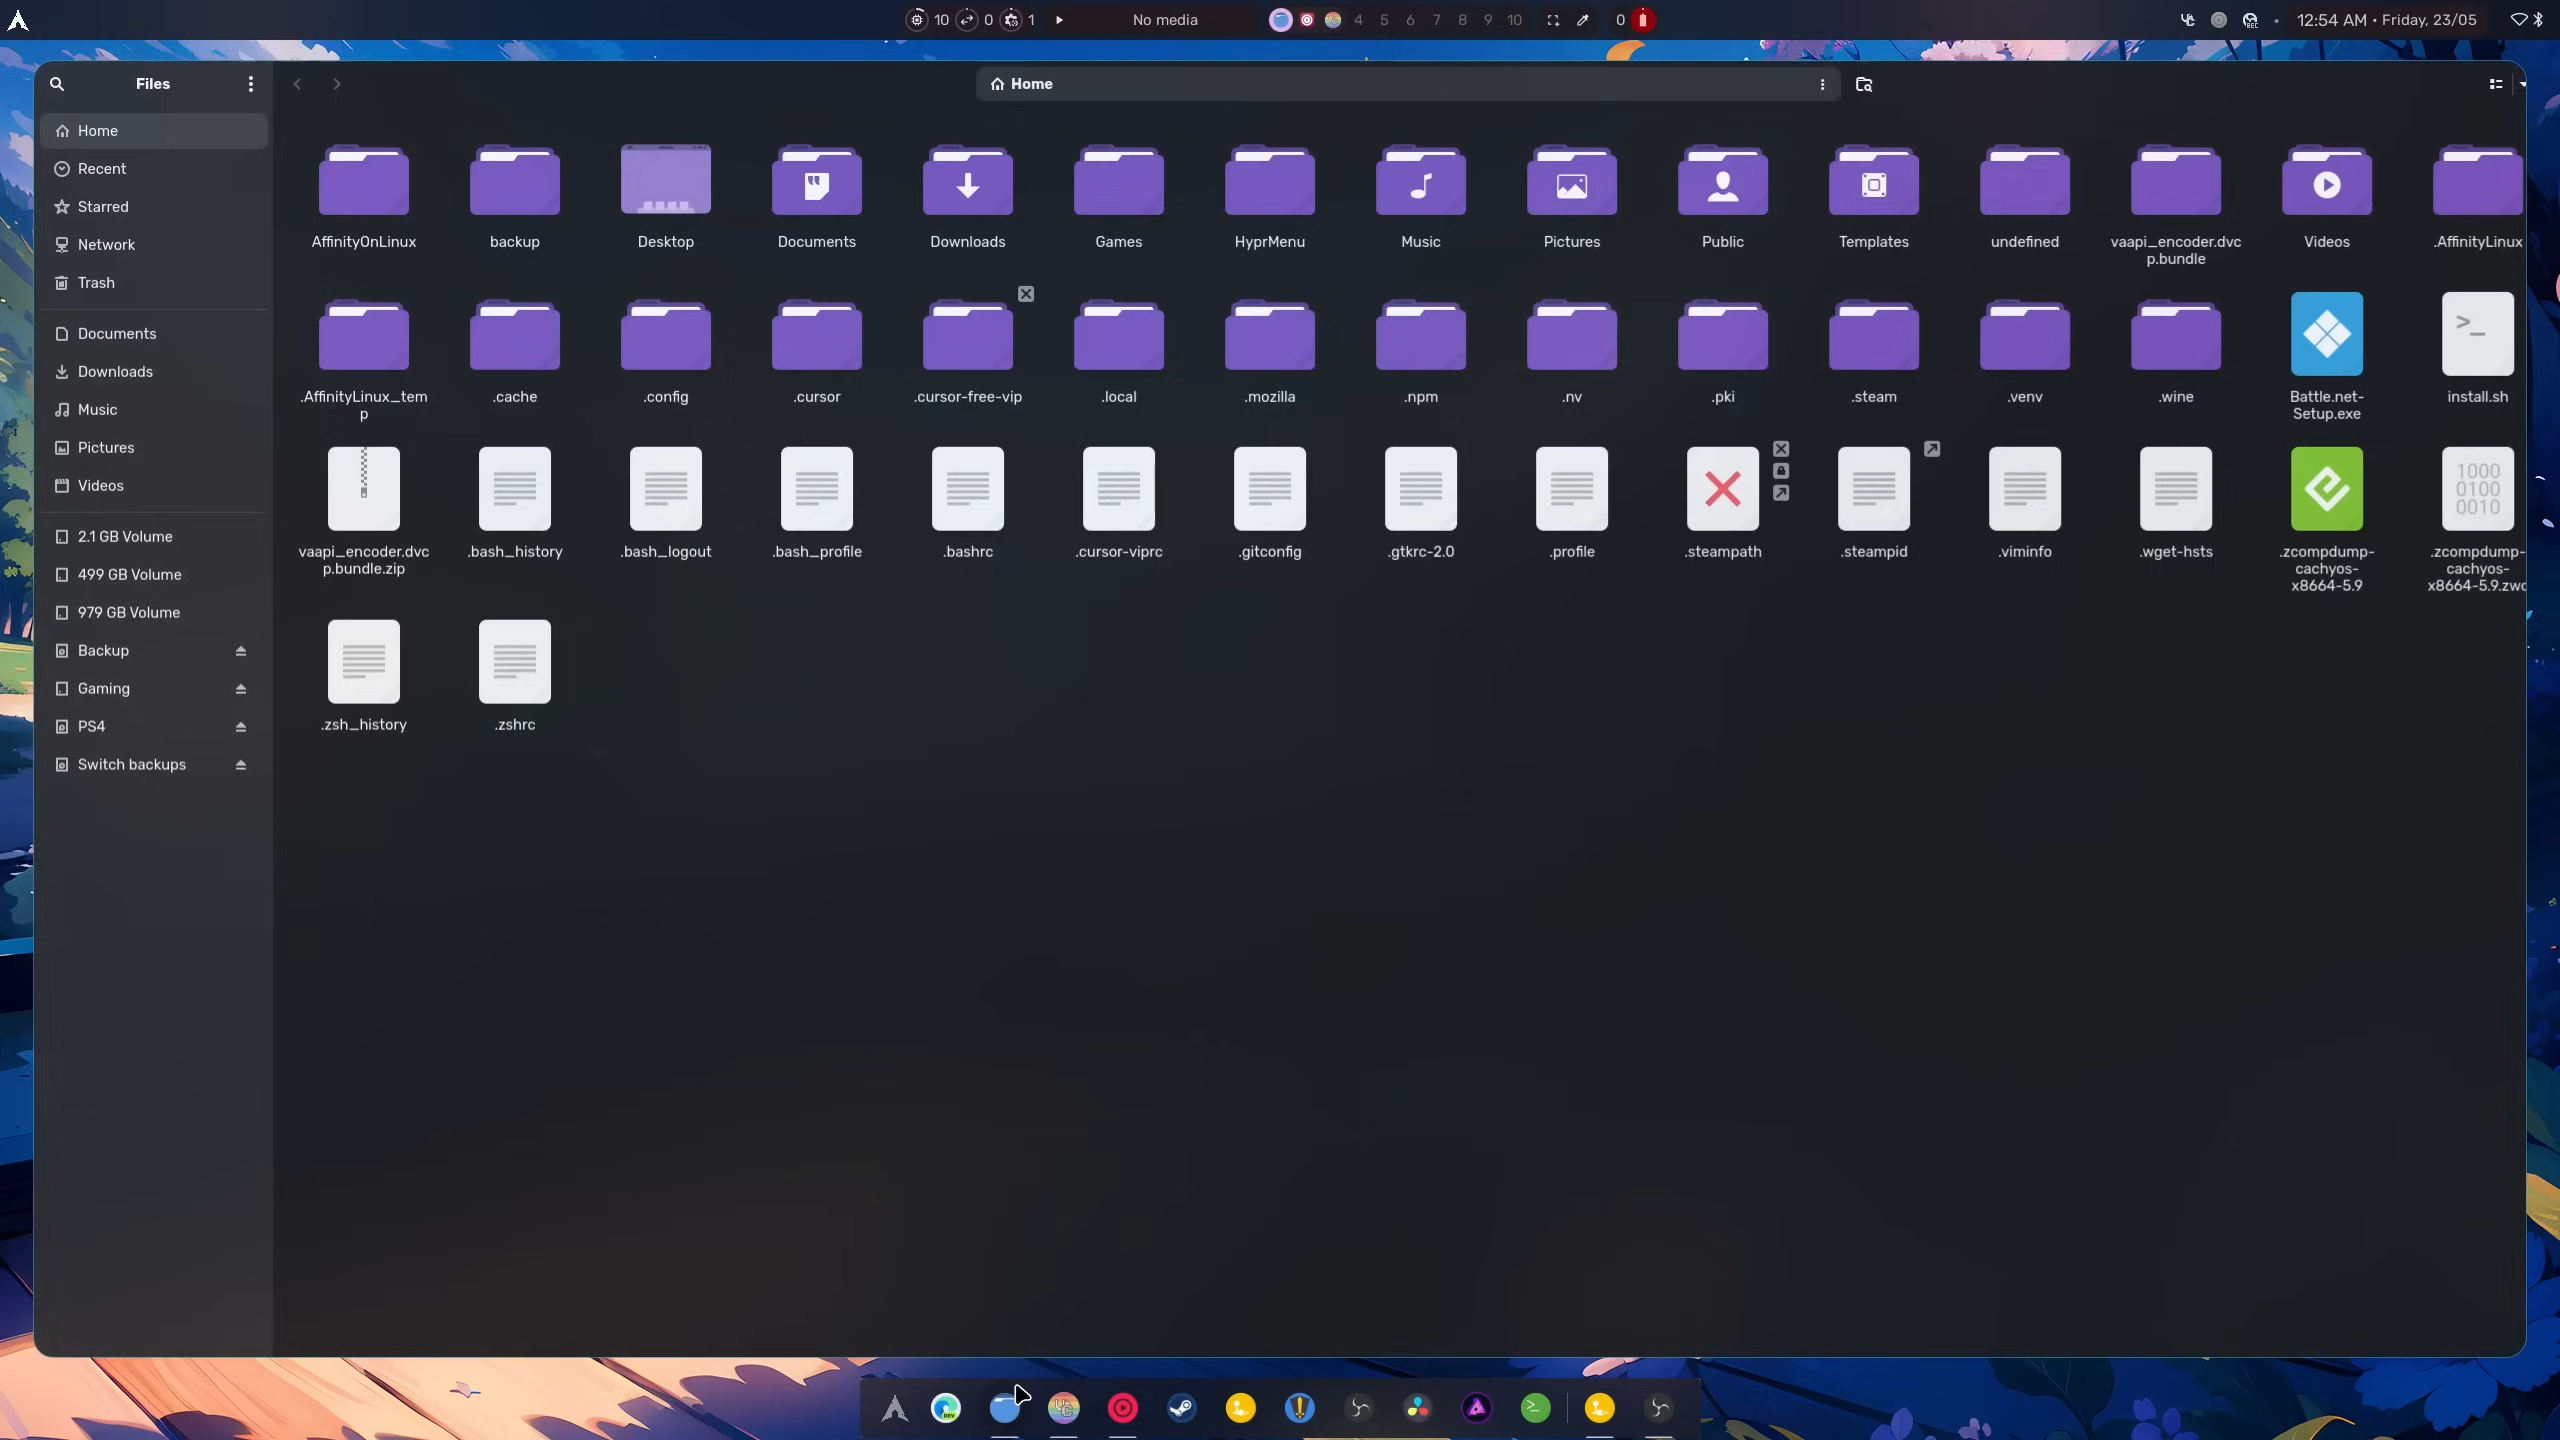 10 0 1 No media 4 5 6 7 8 9 10 0 12:54 AM • Friday, 23/05
Files
Home
Home
Recent
Starred
Network
Trash
Documents
Downloads
Music
Pictures
Videos
2.1 GB Volume
499 GB Volume
979 GB Volume
Backup
Gaming
PS4
Switch backups
AffinityOnLinux
backup
Desktop
Documents
Downloads
Games
HyprMenu
Music
Pictures
Public
Templates
undefined
vaapi_encoder.dvc
p.bundle
Videos
.AffinityLinux
.AffinityLinux_tem
p
.cache
.config
.cursor
.cursor-free-vip
.local
.mozilla
.npm
.nv
.pki
.steam
.venv
.wine
Battle.net-
Setup.exe
>_
install.sh
vaapi_encoder.dvc
p.bundle.zip
.bash_history
.bash_logout
.bash_profile
.bashrc
.cursor-viprc
.gitconfig
.gtkrc-2.0
.profile
.steampath
.steampid
.viminfo
.wget-hsts
.zcompdump-
cachyos-
x8664-5.9
1000
0100
0010
.zcompdump-
cachyos-
x8664-5.9.zwc
.zsh_history
.zshrc